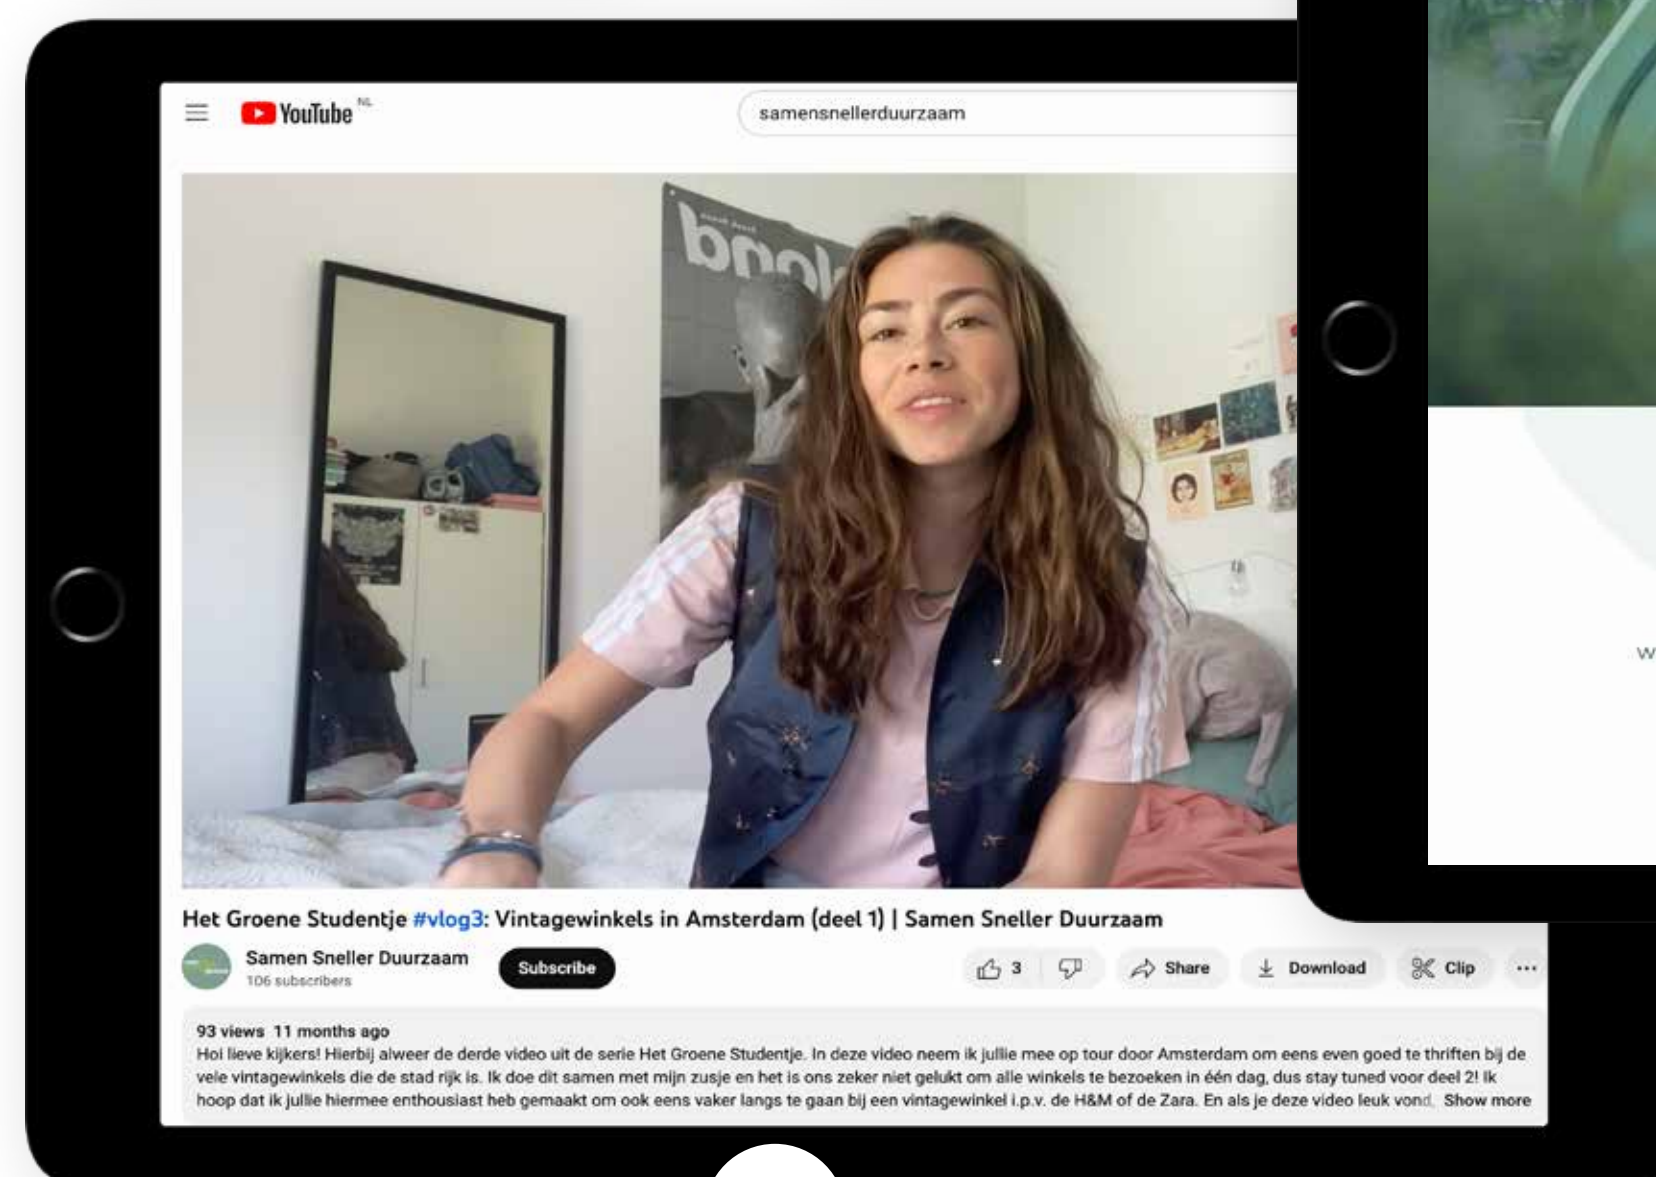 YouTube NL
samensnellerduurzaam
Het Groene Studentje #vlog3: Vintagewinkels in Amsterdam (deel 1) | Samen Sneller Duurzaam
Samen Sneller Duurzaam
106 subscribers
Subscribe
3
Share
Download
Clip
93 views 11 months ago
Hoi lieve kijkers! Hierbij alweer de derde video uit de serie Het Groene Studentje. In deze video neem ik jullie mee op tour door Amsterdam om eens even goed te thriften bij de
vele vintagewinkels die de stad rijk is. Ik doe dit samen met mijn zusje en het is ons zeker niet gelukt om alle winkels te bezoeken in één dag, dus stay tuned voor deel 2! Ik
hoop dat ik jullie hiermee enthousiast heb gemaakt om ook eens vaker langs te gaan bij een vintagewinkel i.p.v. de H&M of de Zara. En als je deze video leuk vond, Show more